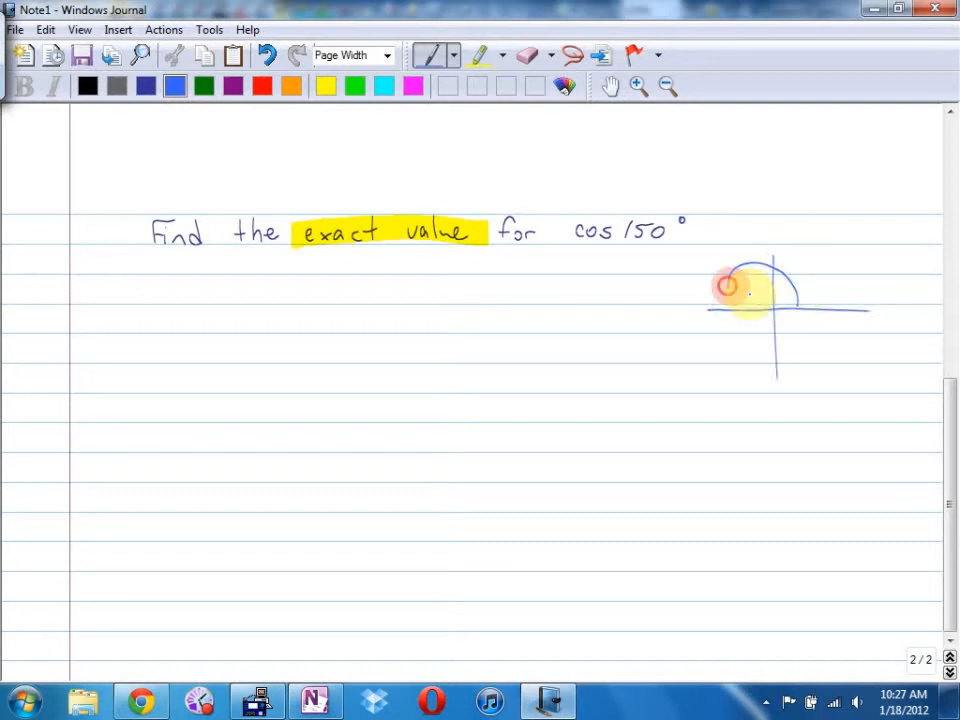 Note1 - Windows Journal
File Edit View Insert Actions Tools Help
Page Width
B I
Find the exact value for cos 150°
2 / 2
10:27 AM
1/18/2012